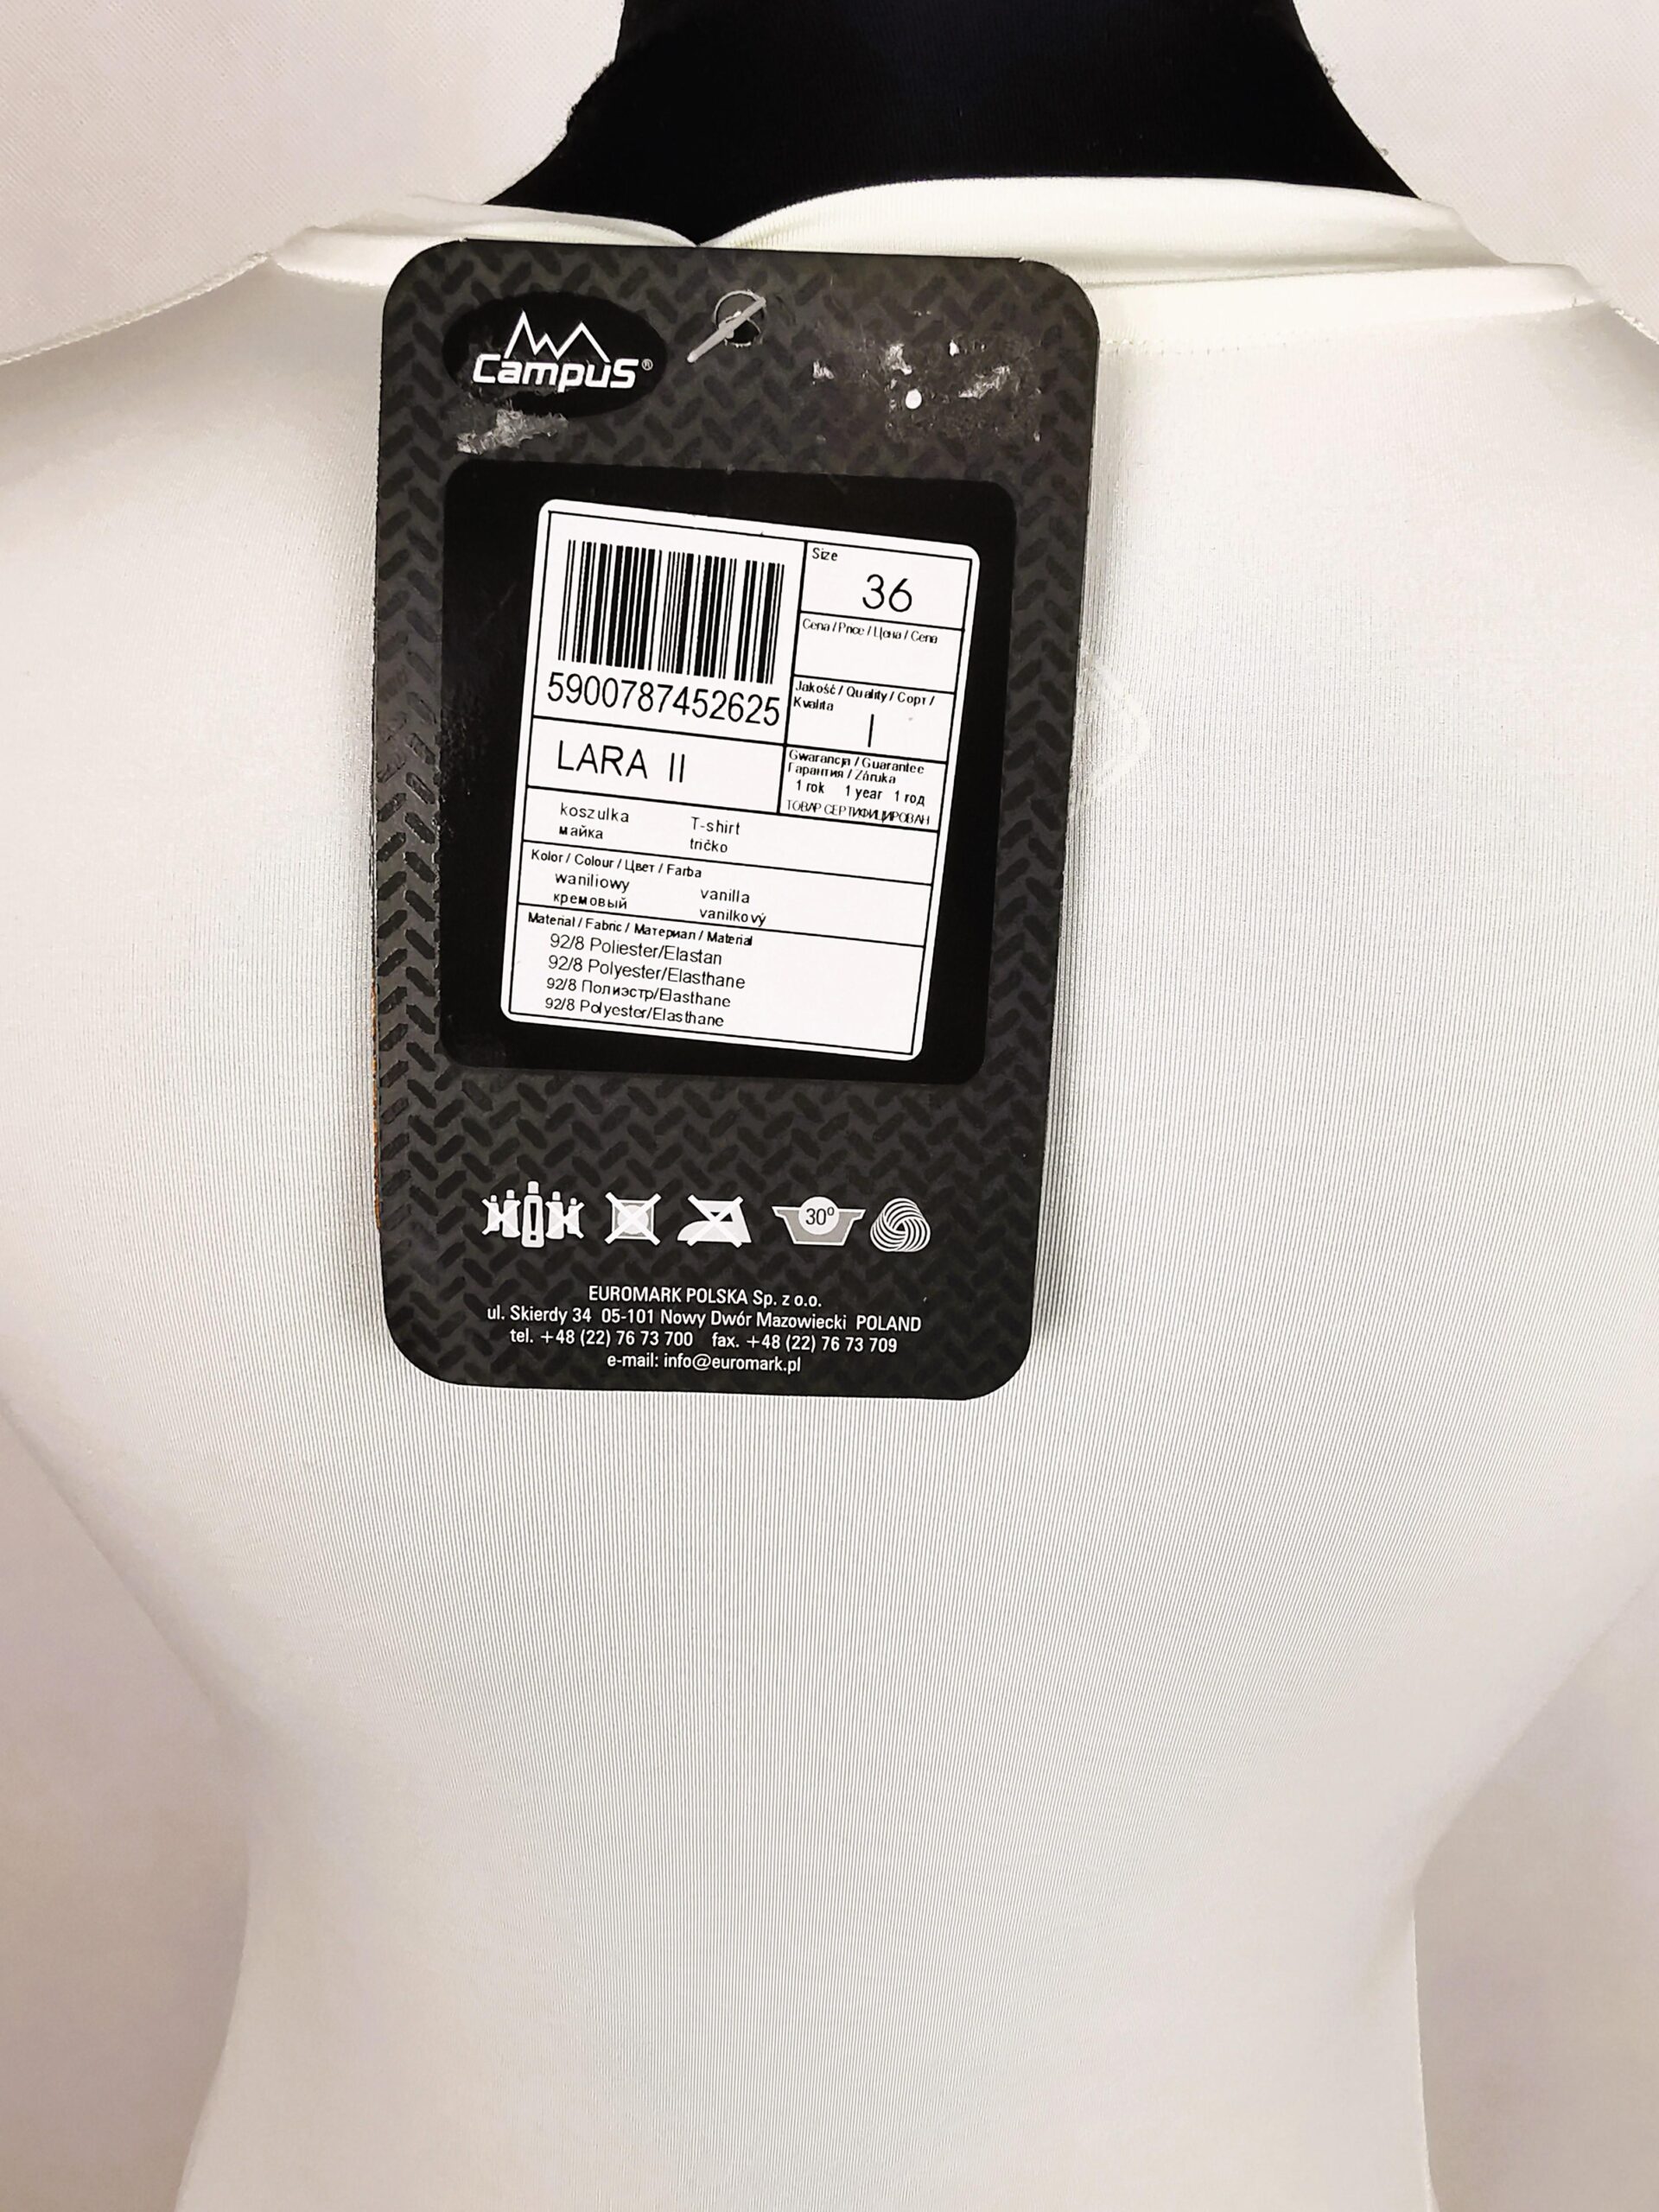 CampuS®
5900787452625
Size
36
Cena / Price / Цена / Cena
Jakość / Quality / Сорт /
Kvalita
I
LARA II
Gwarancja / Guarantee
Гарантия / Záruka
1 rok 1 year 1 год
ТОВАР СЕРТИФИЦИРОВАН
koszulka T-shirt
майка tričko
Kolor / Colour / Цвет / Farba
waniliowy vanilla
кремовый vanilkový
Material / Fabric / Материал / Material
92/8 Poliester/Elastan
92/8 Polyester/Elasthane
92/8 Полиэстр/Elasthane
92/8 Polyester/Elasthane
30°
EUROMARK POLSKA Sp. z o.o.
ul. Skierdy 34 05-101 Nowy Dwór Mazowiecki POLAND
tel. +48 (22) 76 73 700 fax. +48 (22) 76 73 709
e-mail: info@euromark.pl